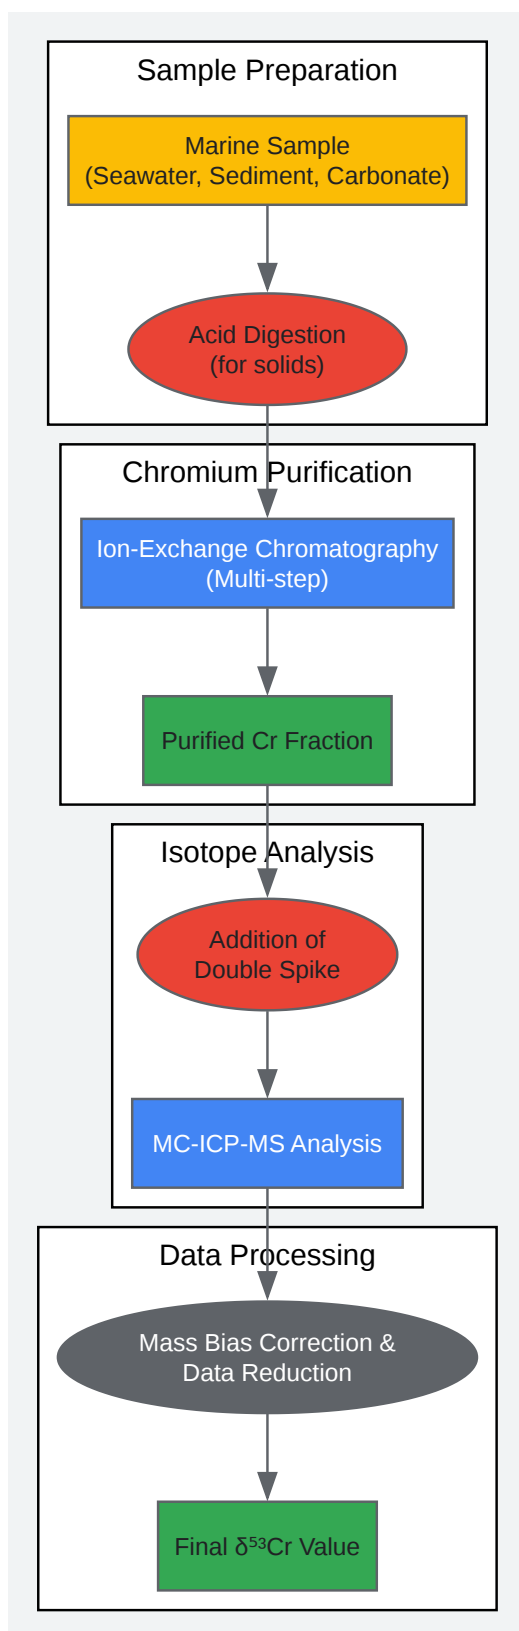 Sample Preparation
Marine Sample
(Seawater, Sediment, Carbonate)
Acid Digestion
(for solids)
Chromium Purification
Ion-Exchange Chromatography
(Multi-step)
Purified Cr Fraction
Isotope Analysis
Addition of
Double Spike
MC-ICP-MS Analysis
Data Processing
Mass Bias Correction &
Data Reduction
Final δ⁵³Cr Value